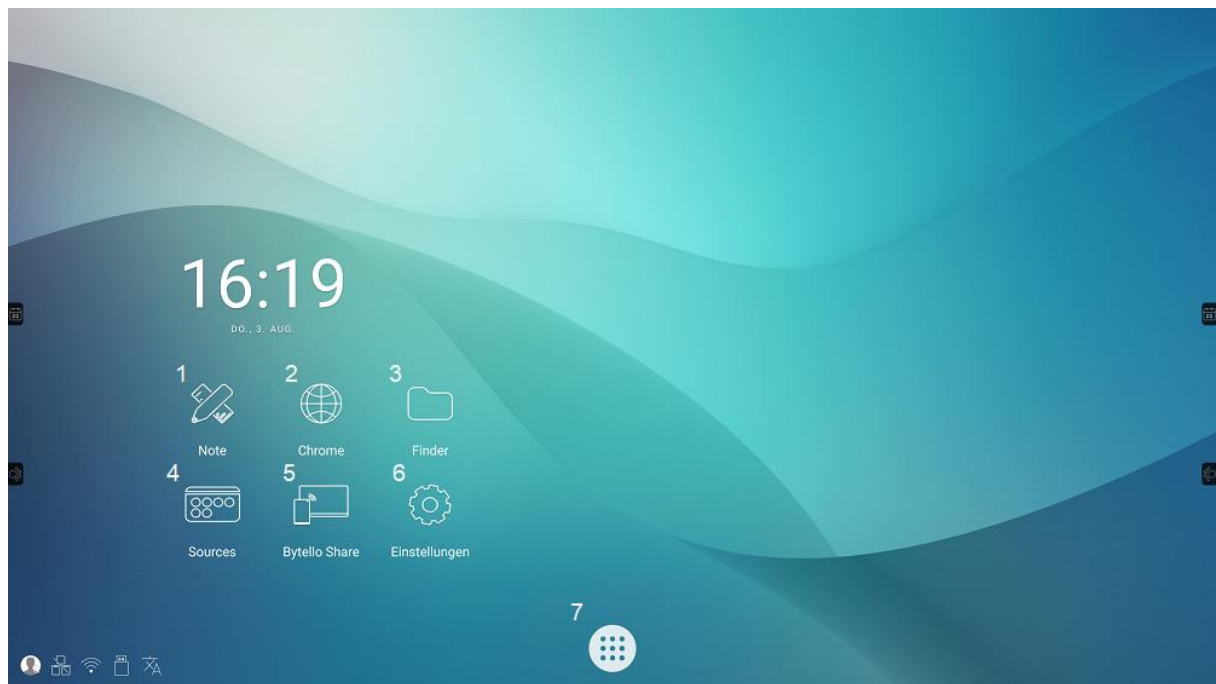 16:19
DO., 3. AUG.
1 2 3
Note Chrome Finder
4 5 6
Sources Bytello Share Einstellungen
7